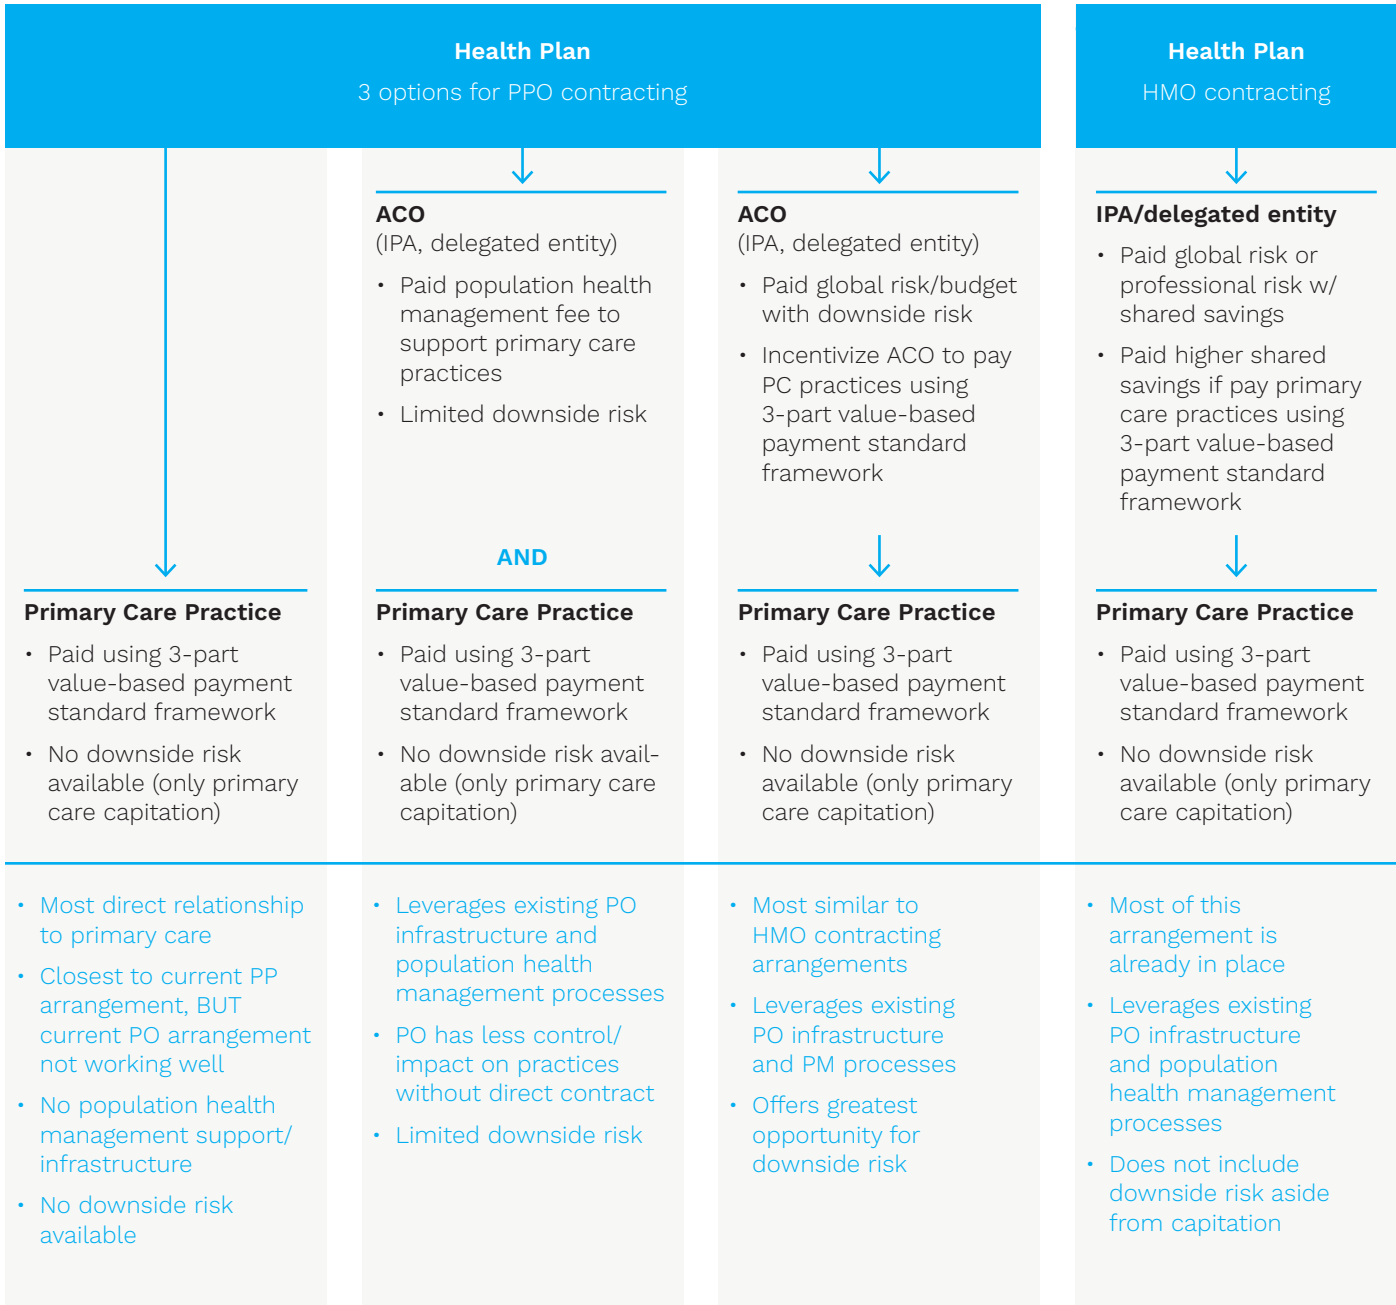 Health Plan
3 options for PPO contracting
Health Plan
HMO contracting
Primary Care Practice
• Paid using 3-part
value-based payment
standard framework
• No downside risk
available (only primary
care capitation)
• Most direct relationship
to primary care
• Closest to current PP
arrangement, BUT
current PO arrangement
not working well
• No population health
management support/
infrastructure
• No downside risk
available
ACO
(IPA, delegated entity)
• Paid population health
management fee to
support primary care
practices
• Limited downside risk
AND
Primary Care Practice
• Paid using 3-part
value-based payment
standard framework
• No downside risk avail-
able (only primary care
capitation)
• Leverages existing PO
infrastructure and
population health
management processes
• PO has less control/
impact on practices
without direct contract
• Limited downside risk
ACO
(IPA, delegated entity)
• Paid global risk/budget
with downside risk
• Incentivize ACO to pay
PC practices using
3-part value-based
payment standard
framework
Primary Care Practice
• Paid using 3-part
value-based payment
standard framework
• No downside risk
available (only primary
care capitation)
• Most similar to
HMO contracting
arrangements
• Leverages existing
PO infrastructure
and PM processes
• Offers greatest
opportunity for
downside risk
IPA/delegated entity
• Paid global risk or
professional risk w/
shared savings
• Paid higher shared
savings if pay primary
care practices using
3-part value-based
payment standard
framework
Primary Care Practice
• Paid using 3-part
value-based payment
standard framework
• No downside risk
available (only primary
care capitation)
• Most of this
arrangement is
already in place
• Leverages existing
PO infrastructure
and population
health management
processes
• Does not include
downside risk aside
from capitation